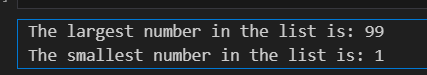 The largest number in the list is: 99
The smallest number in the list is: 1